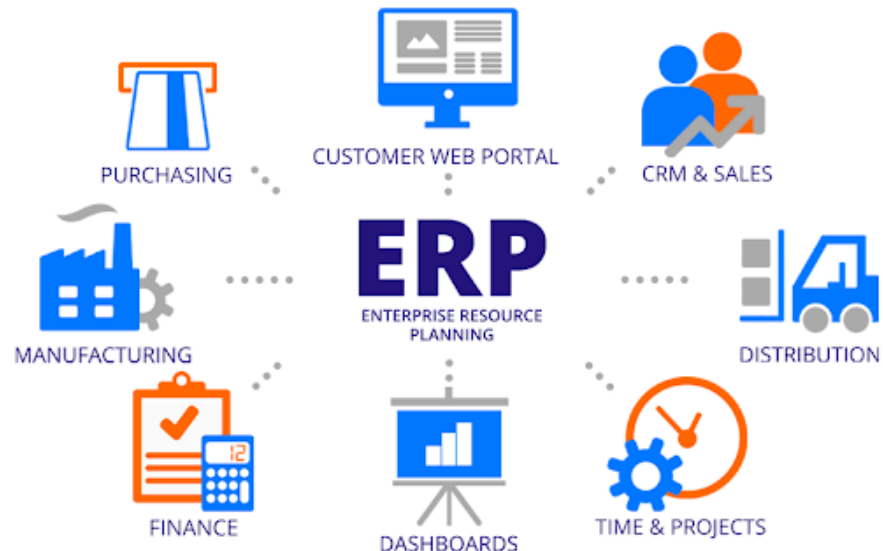 CUSTOMER WEB PORTAL
PURCHASING
CRM & SALES
ERP
ENTERPRISE RESOURCE
PLANNING
MANUFACTURING
DISTRIBUTION
12
FINANCE
DASHBOARDS
TIME & PROJECTS